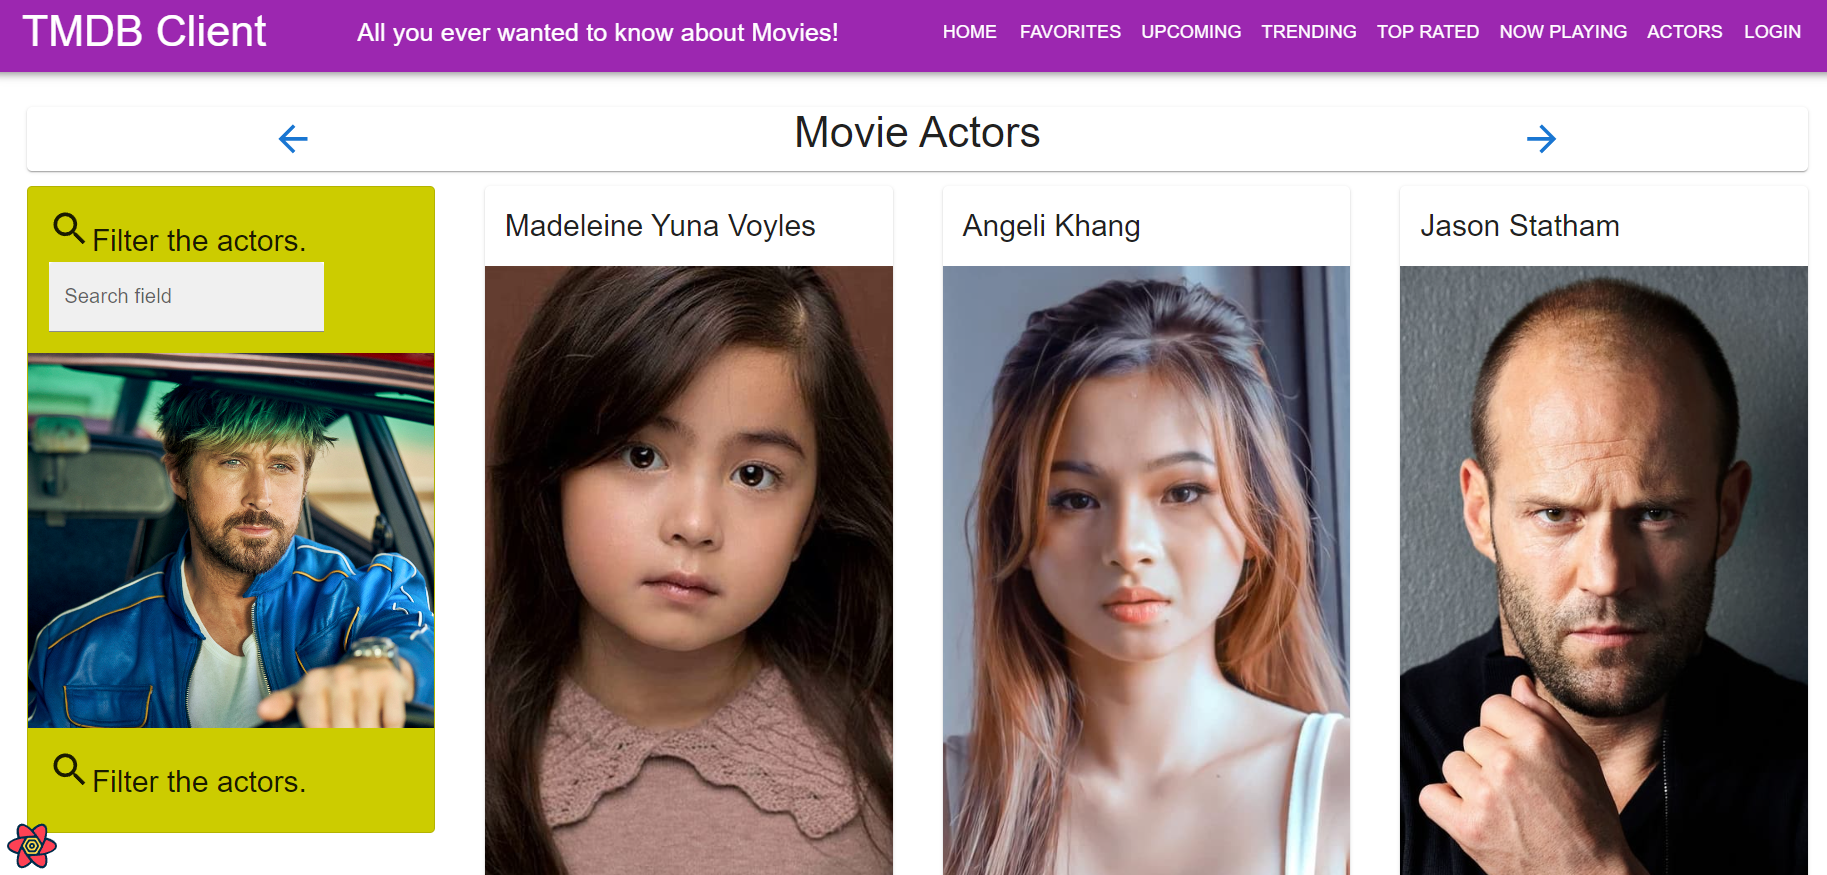 TMDB Client
All you ever wanted to know about Movies!
HOME FAVORITES UPCOMING TRENDING TOP RATED NOW PLAYING ACTORS LOGIN
Movie Actors
Filter the actors.
Search field
Filter the actors.
Madeleine Yuna Voyles
Angeli Khang
Jason Statham